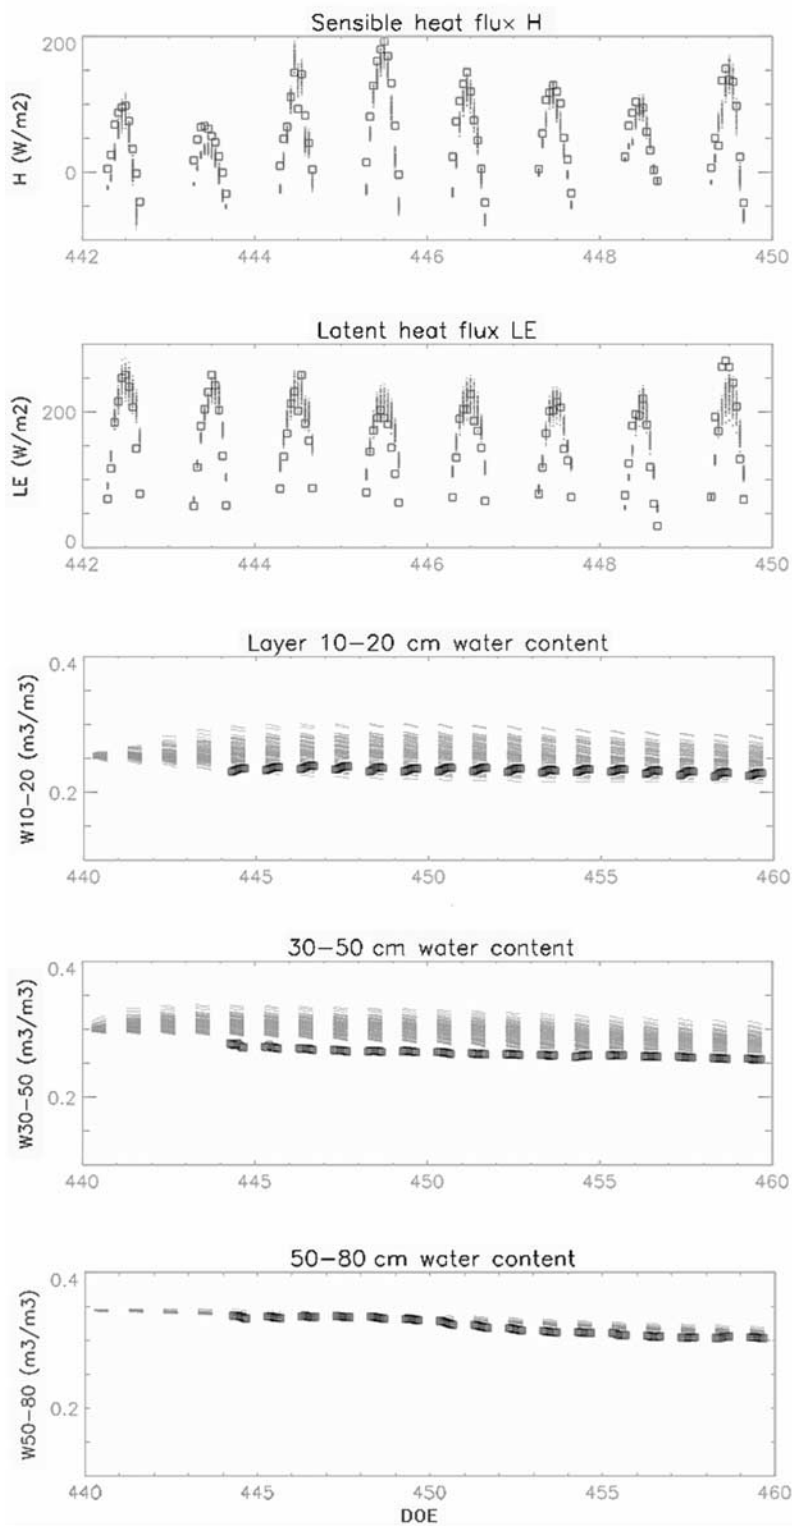 Sensible heat flux H
200
100
0
H (W/m2)
442 444 446 448 450
Latent heat flux LE
200
0
LE (W/m2)
442 444 446 448 450
Layer 10-20 cm water content
0.4
0.2
W10-20 (m3/m3)
440 445 450 455 460
30-50 cm water content
0.4
0.2
W30-50 (m3/m3)
440 445 450 455 460
50-80 cm water content
0.4
0.2
W50-80 (m3/m3)
440 445 450 455 460
DOE